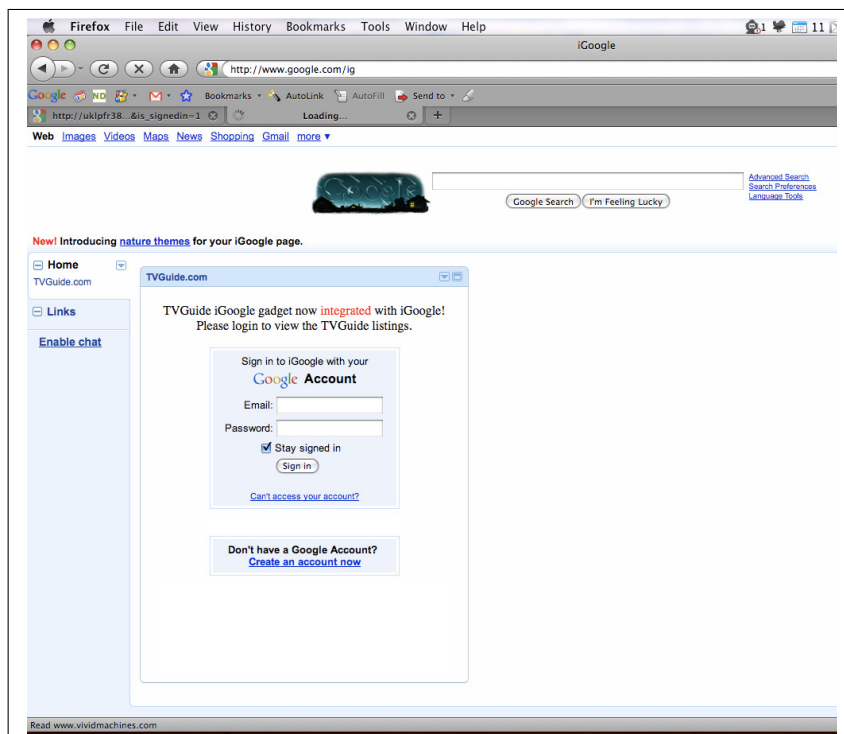 Firefox File Edit View History Bookmarks Tools Window Help 1 11
iGoogle
http://www.google.com/ig
Google ND Bookmarks AutoLink AutoFill Send to
http://uklpfr38...&is_signedin=1 Loading... +
Web Images Videos Maps News Shopping Gmail more ▼
Google
Advanced Search
Search Preferences
Language Tools
Google Search I'm Feeling Lucky
New! Introducing nature themes for your iGoogle page.
Home
TVGuide.com
Links
Enable chat
TVGuide.com
TVGuide iGoogle gadget now integrated with iGoogle!
Please login to view the TVGuide listings.
Sign in to iGoogle with your
Google Account
Email:
Password:
Stay signed in
Sign in
Can't access your account?
Don't have a Google Account?
Create an account now
Read www.vividmachines.com